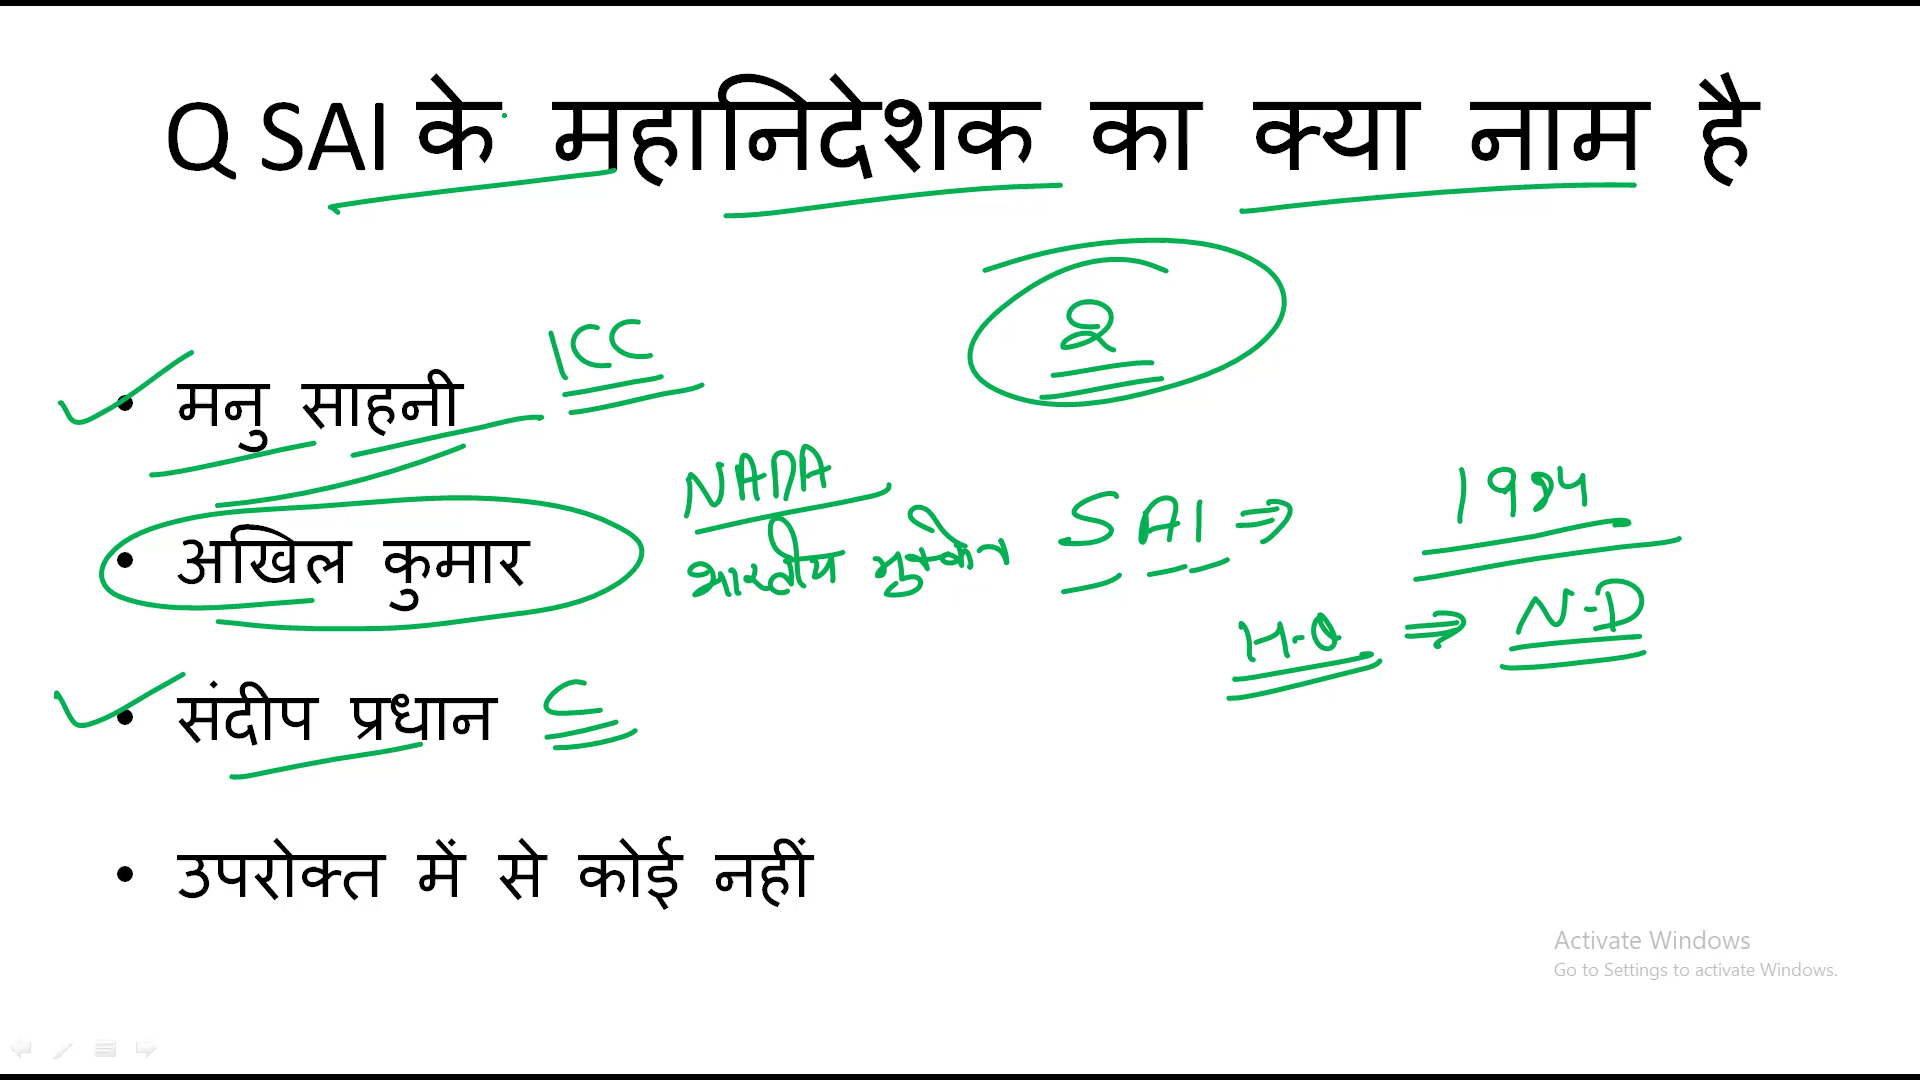 Q SAI के महानिदेशक का क्या नाम है
2
• मनु साहनी ICC
NADA
• अखिल कुमार भारतीय मुक्केबाज SAI ⇒ 1984
H-Q ⇒ N-D
• संदीप प्रधान C
• उपरोक्त में से कोई नहीं
Activate Windows
Go to Settings to activate Windows.